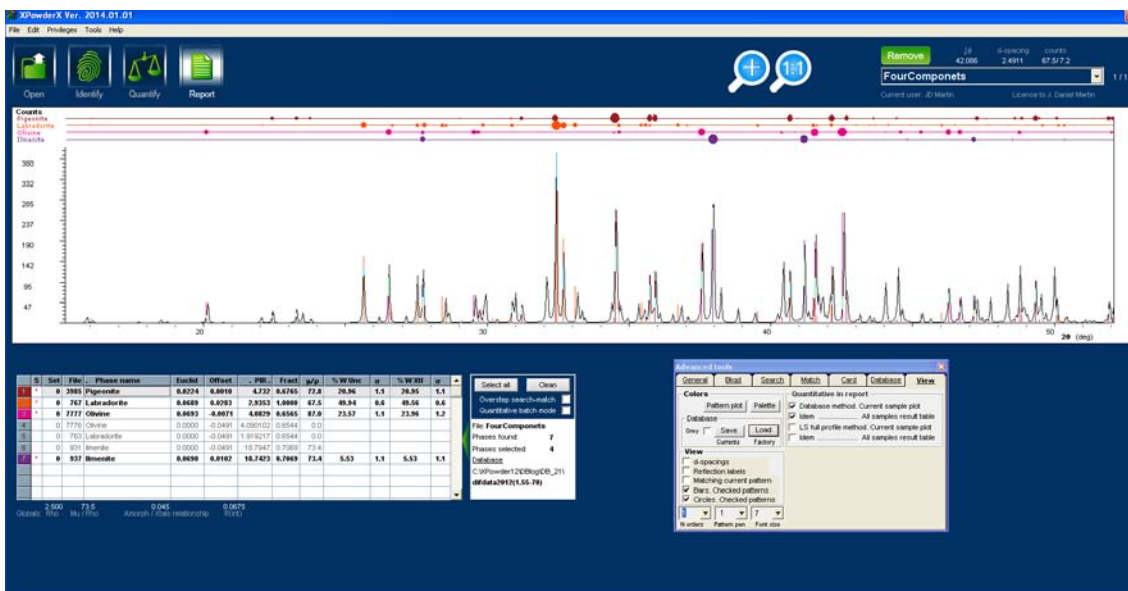 XPowderX Ver. 2014.01.01
File Edit Privileges Tools Help
Open Identify Quantify Report
Remove
2θ d-spacing counts
42.086 2.4911 67.5/7.2
FourComponets
1 / 1
Current user: JD Martin Licence to J. Daniel Martin
Counts
Pigeonite
Labradorite
Olivine
Ilmenite
380
332
285
237
190
142
95
47
20 30 40 50 2θ (deg)
S Set File Phase name Euclid Offset PIR Fract μ/ρ % W Unc σ % W Xtl σ
1 * 0 3985 Pigeonite 0.0224 0.0010 4.732 0.6765 72.8 20.96 1.1 20.95 1.1
* 0 767 Labradorite 0.0689 0.0283 2.9353 1.0000 67.5 49.94 0.6 49.56 0.6
* 0 7777 Olivine 0.0693 -0.0071 4.0829 0.6565 87.0 23.57 1.1 23.96 1.2
4 0 7776 Olivine 0.0000 -0.0491 4.090102 0.6544 0.0
5 0 763 Labradorite 0.0000 -0.0491 1.919217 0.6544 0.0
6 0 931 Ilmenite 0.0000 -0.0491 18.7947 0.7069 73.4
* 0 937 Ilmenite 0.0690 0.0102 18.7423 0.7069 73.4 5.53 1.1 5.53 1.1
Select all Clean
Overstep search-match
Quantitative batch mode
File: FourComponets
Phases found: 7
Phases selected: 4
Database
C:\XPowder12\DBlog\DB_21\
difdata2012(1.55-70)
2.500 73.5 0.045 0.0675
Globals: Rho Mu / Rho Amorph / Xtals relationship R(int)
Advanced tools
General Bkgd Search Match Card Database View
Colors
Pattern plot Palette
Database
Grey Save Load
Currents Factory
View
d-spacings
Reflection labels
Matching current pattern
Bars. Checked patterns
Circles. Checked patterns
1 7
N orders Pattern pen Font size
Quantitative in report
Database method. Current sample plot
Idem ............. All samples result table
LS full profile method. Current sample plot
Idem ............. All samples result table